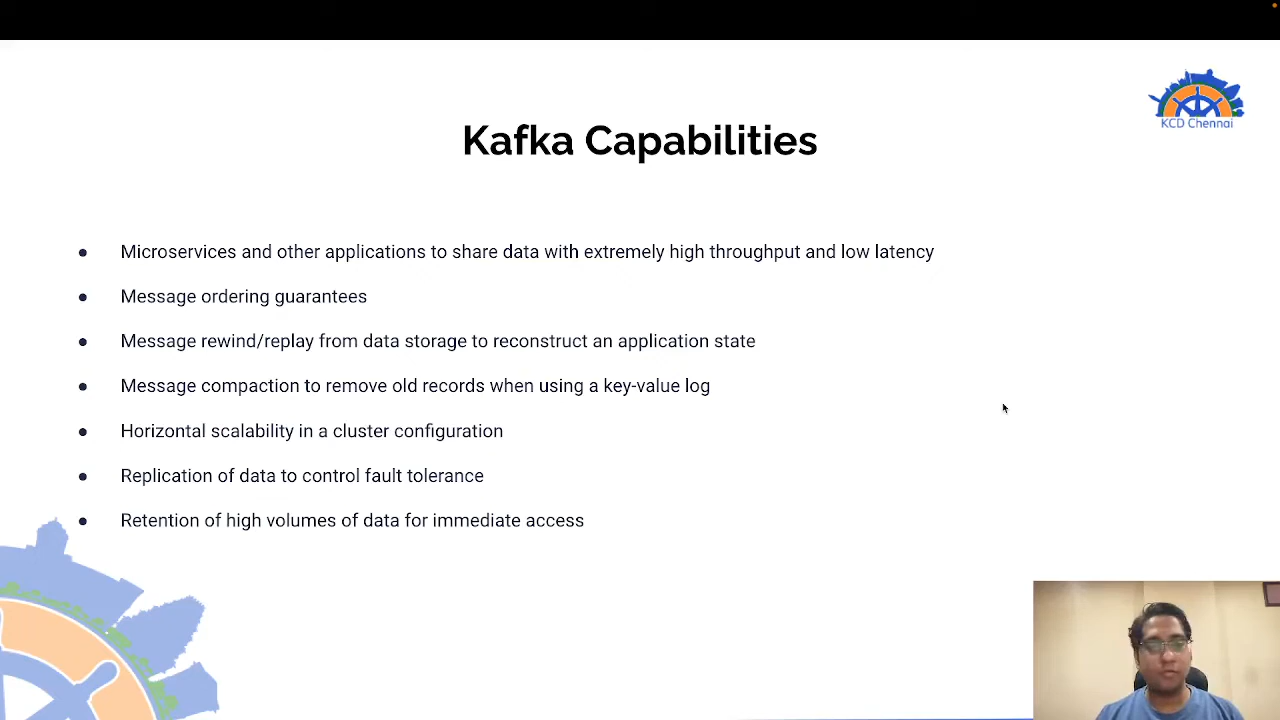 KCD Chennai
Kafka Capabilities
Microservices and other applications to share data with extremely high throughput and low latency
Message ordering guarantees
Message rewind/replay from data storage to reconstruct an application state
Message compaction to remove old records when using a key-value log
Horizontal scalability in a cluster configuration
Replication of data to control fault tolerance
Retention of high volumes of data for immediate access